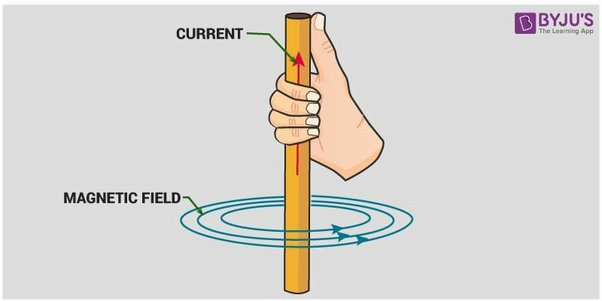 CURRENT
BYJU'S
The Learning App
MAGNETIC FIELD